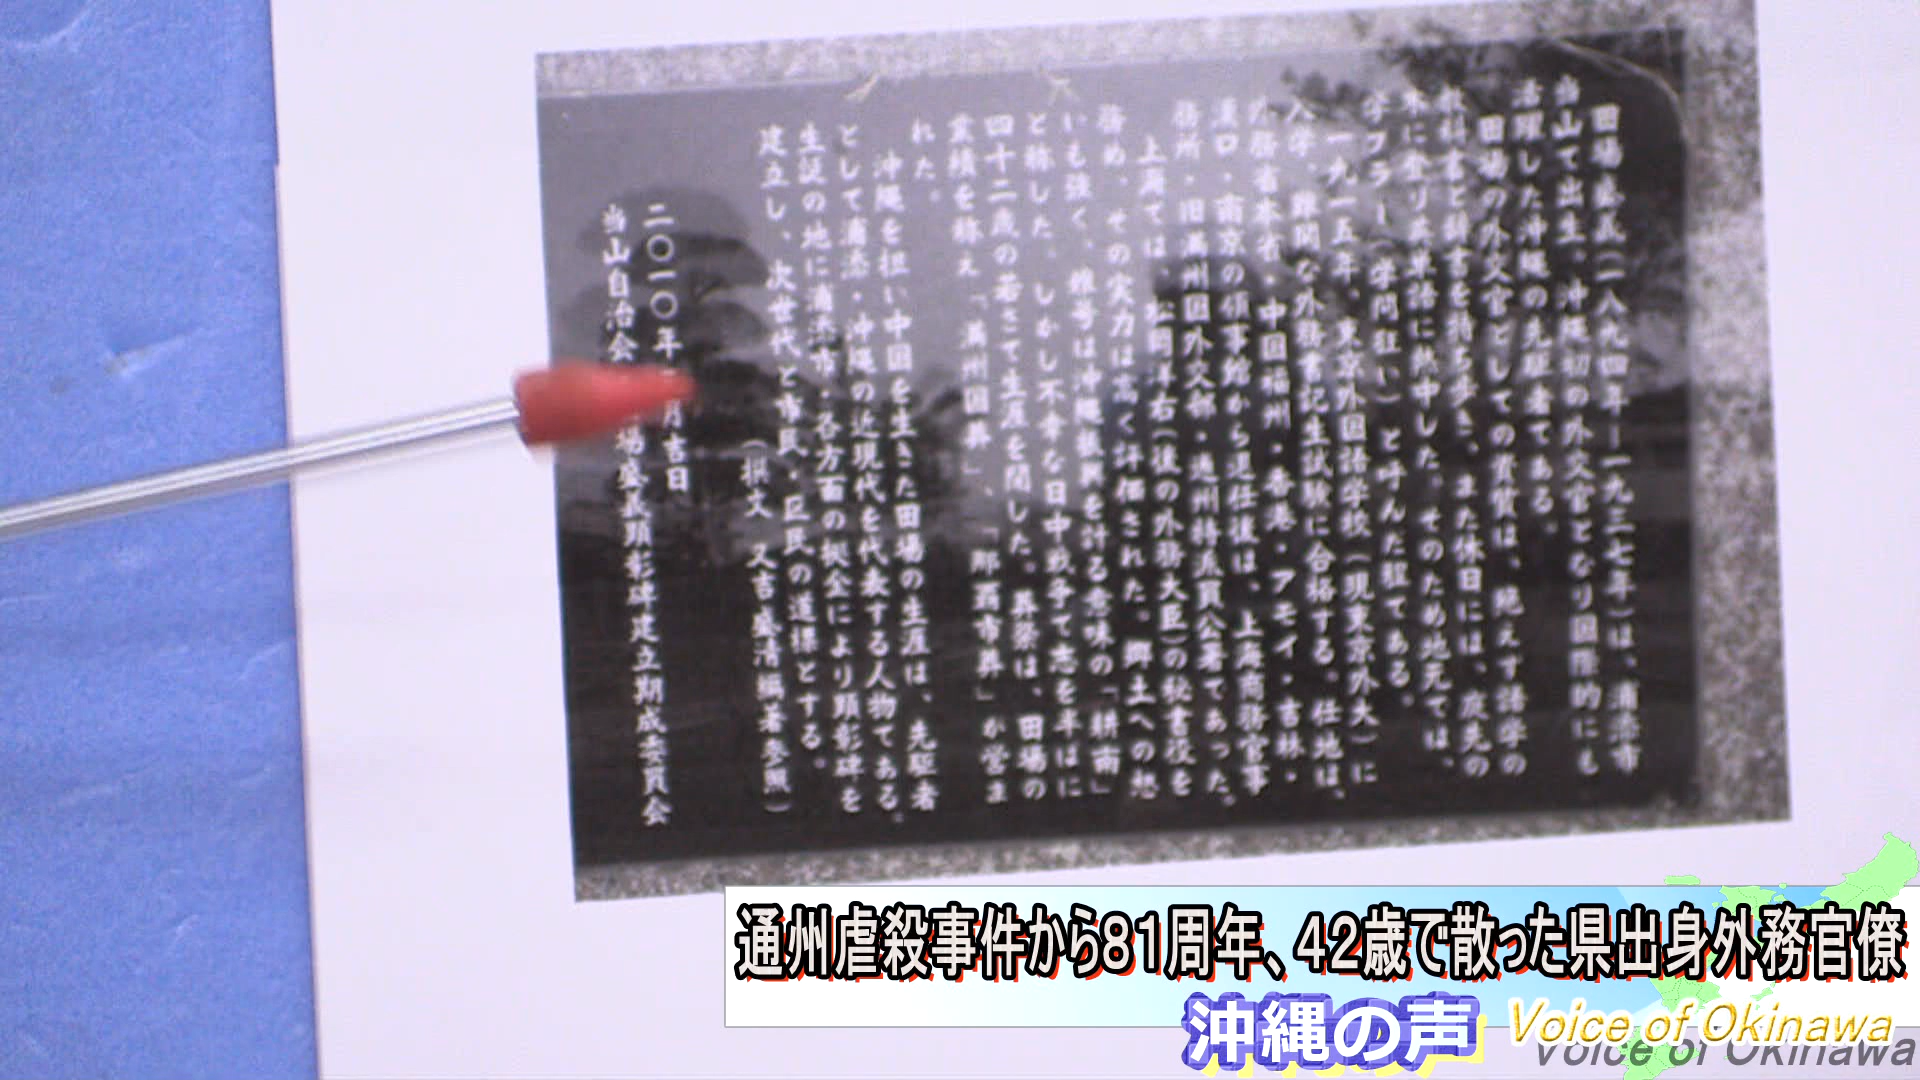 田場盛義(一八九四年ー一九三七年)は、浦添市
当山で出生、沖縄初の外交官となり国際的にも
活躍した沖縄の先駆者である。
田場の外交官としての資質は、絶えず語学の
教科書と辞書を持ち歩き、また休日には、庭先の
木に登り英単語に熱中した。そのため地元では、
学フラー(学問狂い)と呼んだ程である。
一九一五年、東京外国語学校(現東京外大)に
入学、難関な外務書記生試験に合格する。任地は、
外務省本省・中国福州・香港・アモイ・吉林・
漢口・南京の領事館から退任後は、上海商務官事
務所・旧満州国外交部・通州特派員公署であった。
上海では、松岡洋右(後の外務大臣)の秘書役を
務め、その実力は高く評価された。郷土への想
いも強く、雅号は沖縄振興を計る意味の「耕南」
と称した。しかし不幸な日中戦争で志を半ばに
四十二歳の若さで生涯を閉した。葬祭は、田場の
業績を称え「満州国葬」、「那覇市葬」が営ま
れた。
沖縄を担い中国を生きた田場の生涯は、先駆者
として浦添・沖縄の近現代を代表する人物である。
生誕の地に浦添市・各方面の拠金により顕彰碑を
建立し、次世代と市民・区民の道標とする。
(撰文 又吉盛清編著参照)
二〇一〇年 月吉日
当山自治会 場盛義顕彰碑建立期成委員会
通州虐殺事件から81周年、42歳で散った県出身外務官僚
沖縄の声 Voice of Okinawa
Voice of Okinawa